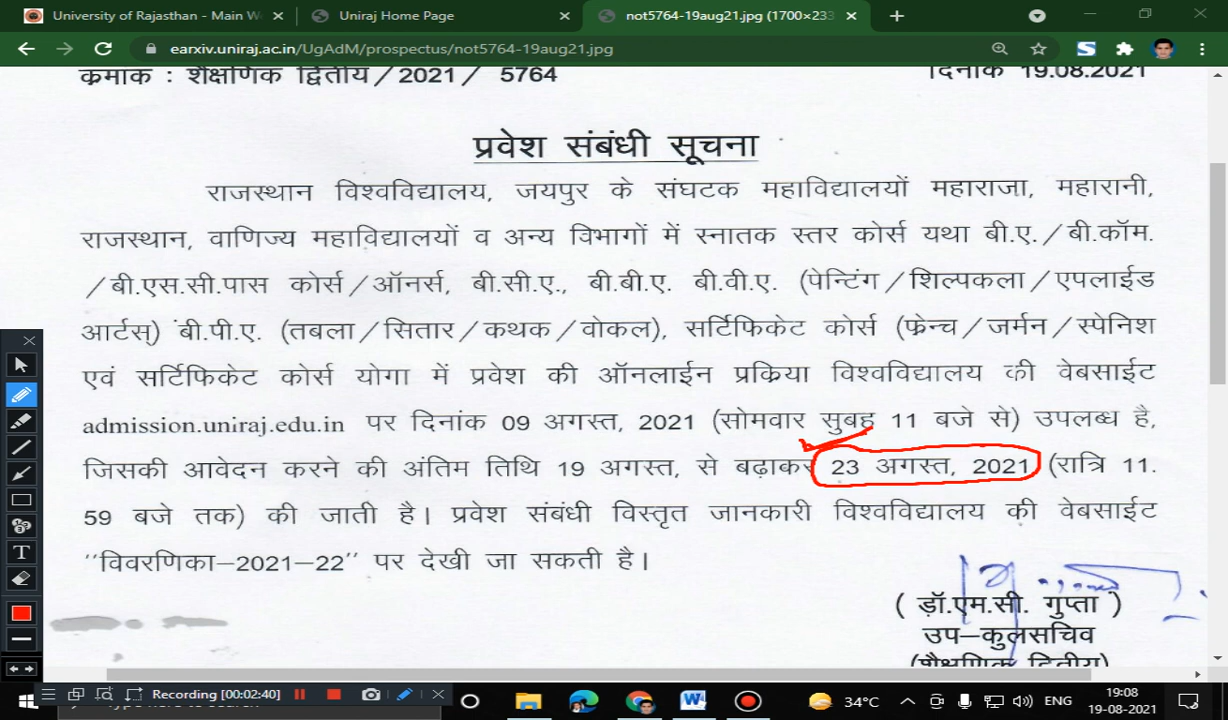 University of Rajasthan - Main W
Uniraj Home Page
not5764-19aug21.jpg (1700×233
earxiv.uniraj.ac.in/UgAdM/prospectus/not5764-19aug21.jpg
क्रमाक : शैक्षणिक द्वितीय/2021/ 5764
दिनांक 19.08.2021
प्रवेश संबंधी सूचना
राजस्थान विश्वविद्यालय, जयपुर के संघटक महाविद्यालयों महाराजा, महारानी,
राजस्थान, वाणिज्य महाविद्यालयों व अन्य विभागों में स्नातक स्तर कोर्स यथा बी.ए./बी.कॉम.
/बी.एस.सी.पास कोर्स/ऑनर्स, बी.सी.ए., बी.बी.ए. बी.वी.ए. (पेन्टिंग/शिल्पकला/एपलाईड
आर्टस) बी.पी.ए. (तबला/सितार/कथक/वोकल), सर्टिफिकेट कोर्स (फ्रेन्च/जर्मन/स्पेनिश
एवं सर्टिफिकेट कोर्स योगा में प्रवेश की ऑनलाईन प्रक्रिया विश्वविद्यालय की वेबसाईट
admission.uniraj.edu.in पर दिनांक 09 अगस्त, 2021 (सोमवार सुबह 11 बजे से) उपलब्ध है,
जिसकी आवेदन करने की अंतिम तिथि 19 अगस्त, से बढ़ाकर 23 अगस्त, 2021 (रात्रि 11.
59 बजे तक) की जाती है। प्रवेश संबंधी विस्तृत जानकारी विश्वविद्यालय की वेबसाईट
"विवरणिका-2021-22" पर देखी जा सकती है।
( डॉ.एम.सी. गुप्ता )
उप-कुलसचिव
(शैक्षणिक द्वितीय)
Recording [00:02:40]
34°C
ENG
19:08
19-08-2021